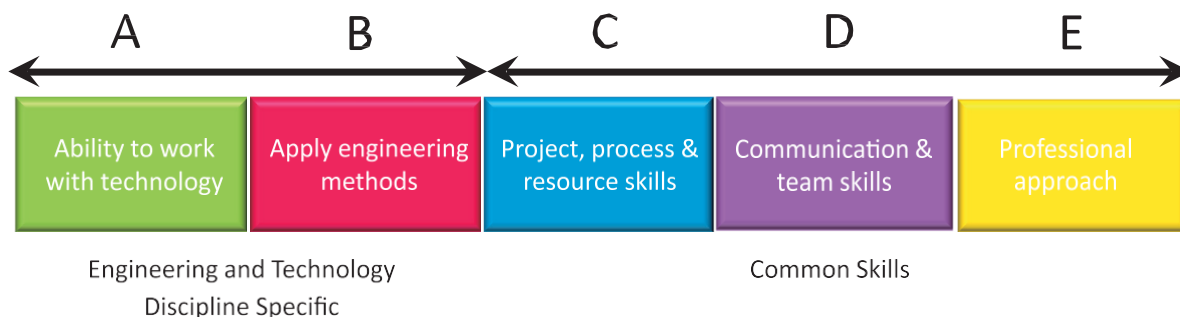 A
B
C
D
E
Ability to work
with technology
Apply engineering
methods
Project, process &
resource skills
Communication &
team skills
Professional
approach
Engineering and Technology
Discipline Specific
Common Skills